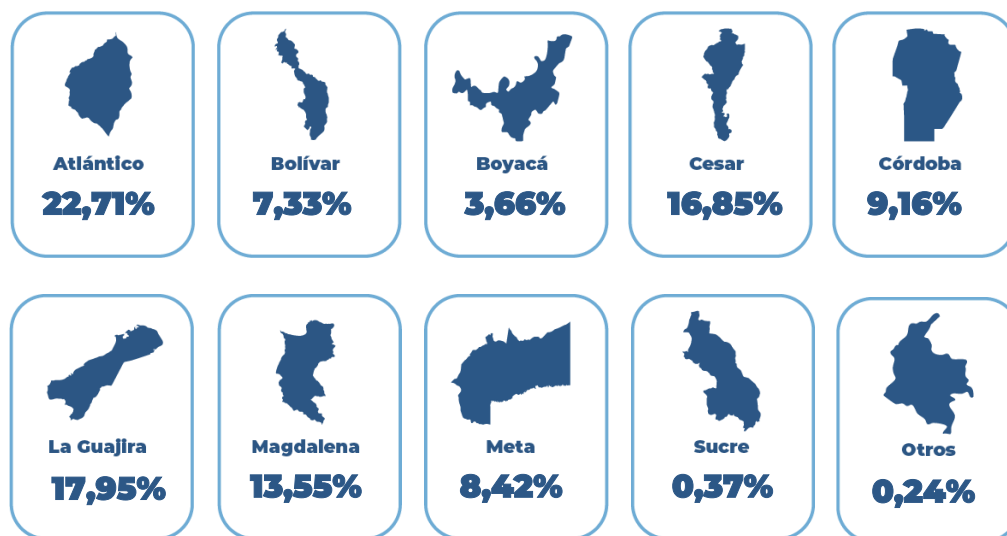 Atlántico
22,71%
Bolívar
7,33%
Boyacá
3,66%
Cesar
16,85%
Córdoba
9,16%
La Guajira
17,95%
Magdalena
13,55%
Meta
8,42%
Sucre
0,37%
Otros
0,24%